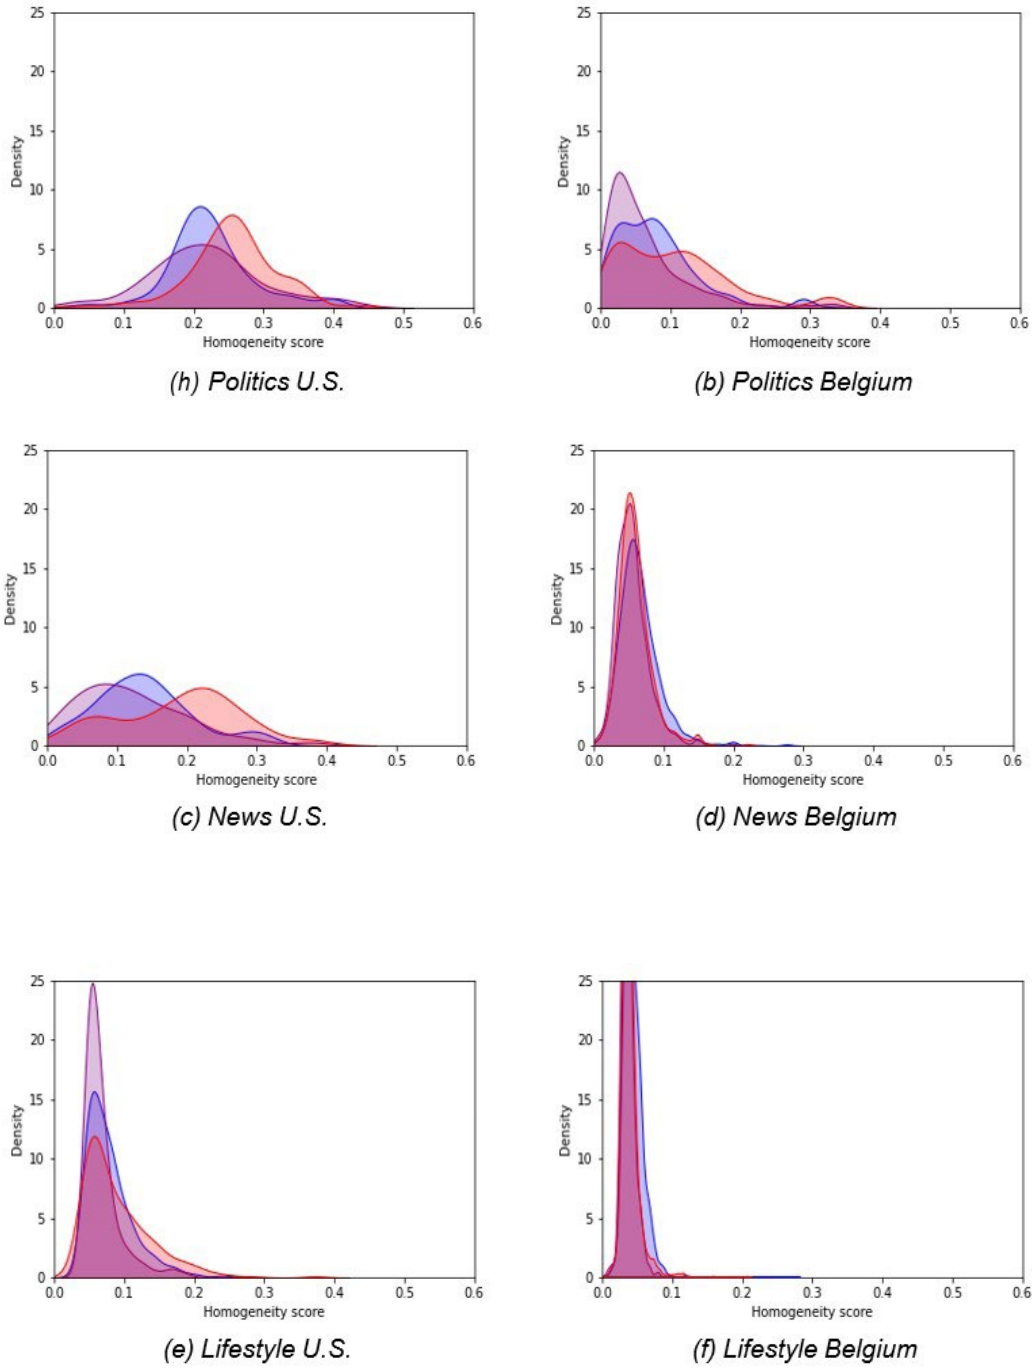 25
20
15
10
5
0
Density
0.0 0.1 0.2 0.3 0.4 0.5 0.6
Homogeneity score
(h) Politics U.S.
25
20
15
10
5
0
Density
0.0 0.1 0.2 0.3 0.4 0.5 0.6
Homogeneity score
(b) Politics Belgium
25
20
15
10
5
0
Density
0.0 0.1 0.2 0.3 0.4 0.5 0.6
Homogeneity score
(c) News U.S.
25
20
15
10
5
0
Density
0.0 0.1 0.2 0.3 0.4 0.5 0.6
Homogeneity score
(d) News Belgium
25
20
15
10
5
0
Density
0.0 0.1 0.2 0.3 0.4 0.5 0.6
Homogeneity score
(e) Lifestyle U.S.
25
20
15
10
5
0
Density
0.0 0.1 0.2 0.3 0.4 0.5 0.6
Homogeneity score
(f) Lifestyle Belgium